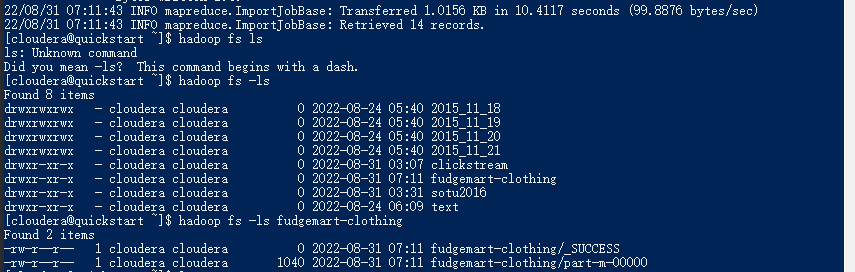 22/08/31 07:11:43 INFO mapreduce.ImportJobBase: Transferred 1.0156 KB in 10.4117 seconds (99.8876 bytes/sec)
22/08/31 07:11:43 INFO mapreduce.ImportJobBase: Retrieved 14 records.
[cloudera@quickstart ~]$ hadoop fs ls
ls: Unknown command
Did you mean -ls?  This command begins with a dash.
[cloudera@quickstart ~]$ hadoop fs -ls
Found 8 items
drwxrwxrwx   - cloudera cloudera          0 2022-08-24 05:40 2015_11_18
drwxrwxrwx   - cloudera cloudera          0 2022-08-24 05:40 2015_11_19
drwxrwxrwx   - cloudera cloudera          0 2022-08-24 05:40 2015_11_20
drwxrwxrwx   - cloudera cloudera          0 2022-08-24 05:40 2015_11_21
drwxr-xr-x   - cloudera cloudera          0 2022-08-31 03:07 clickstream
drwxr-xr-x   - cloudera cloudera          0 2022-08-31 07:11 fudgemart-clothing
drwxr-xr-x   - cloudera cloudera          0 2022-08-31 03:31 sotu2016
drwxr-xr-x   - cloudera cloudera          0 2022-08-24 06:09 text
[cloudera@quickstart ~]$ hadoop fs -ls fudgemart-clothing
Found 2 items
-rw-r--r--   1 cloudera cloudera          0 2022-08-31 07:11 fudgemart-clothing/_SUCCESS
-rw-r--r--   1 cloudera cloudera       1040 2022-08-31 07:11 fudgemart-clothing/part-m-00000